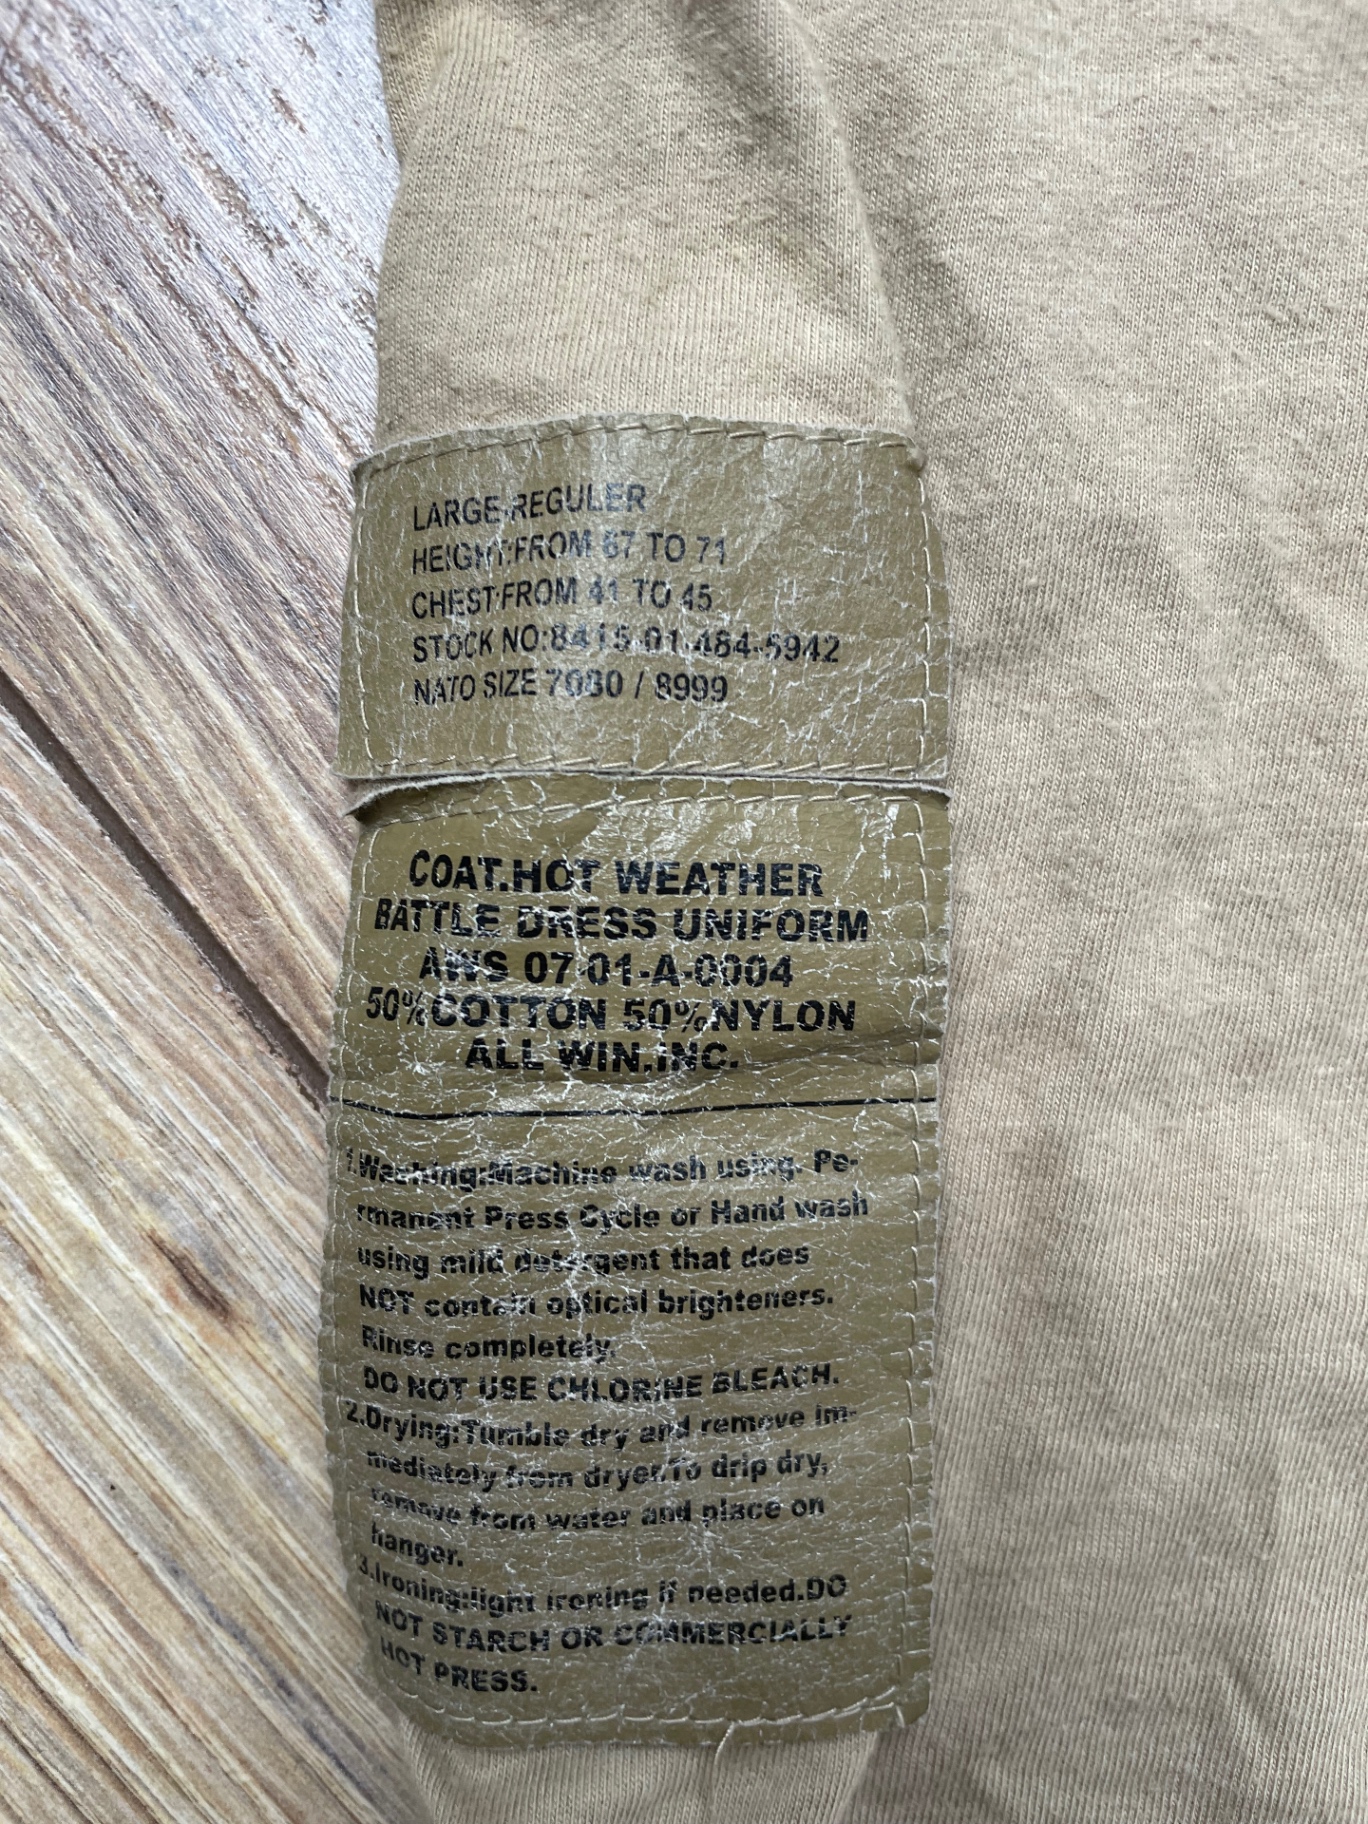 LARGE-REGULER
HEIGHT:FROM 67 TO 71
CHEST:FROM 41 TO 45
STOCK NO:8415-01-484-5942
NATO SIZE 7080 / 8999
COAT.HOT WEATHER
BATTLE DRESS UNIFORM
AWS 07-01-A-0004
50%COTTON 50%NYLON
ALL WIN.INC.
1.Washing:Machine wash using. Pe-
rmanent Press Cycle or Hand wash
using mild detergent that does
NOT contain optical brighteners.
Rinse completely.
DO NOT USE CHLORINE BLEACH.
2.Drying:Tumble dry and remove im-
mediately from dryer.To drip dry,
remove from water and place on
hanger.
3.Ironing:light ironing if needed.DO
NOT STARCH OR COMMERCIALLY
HOT PRESS.